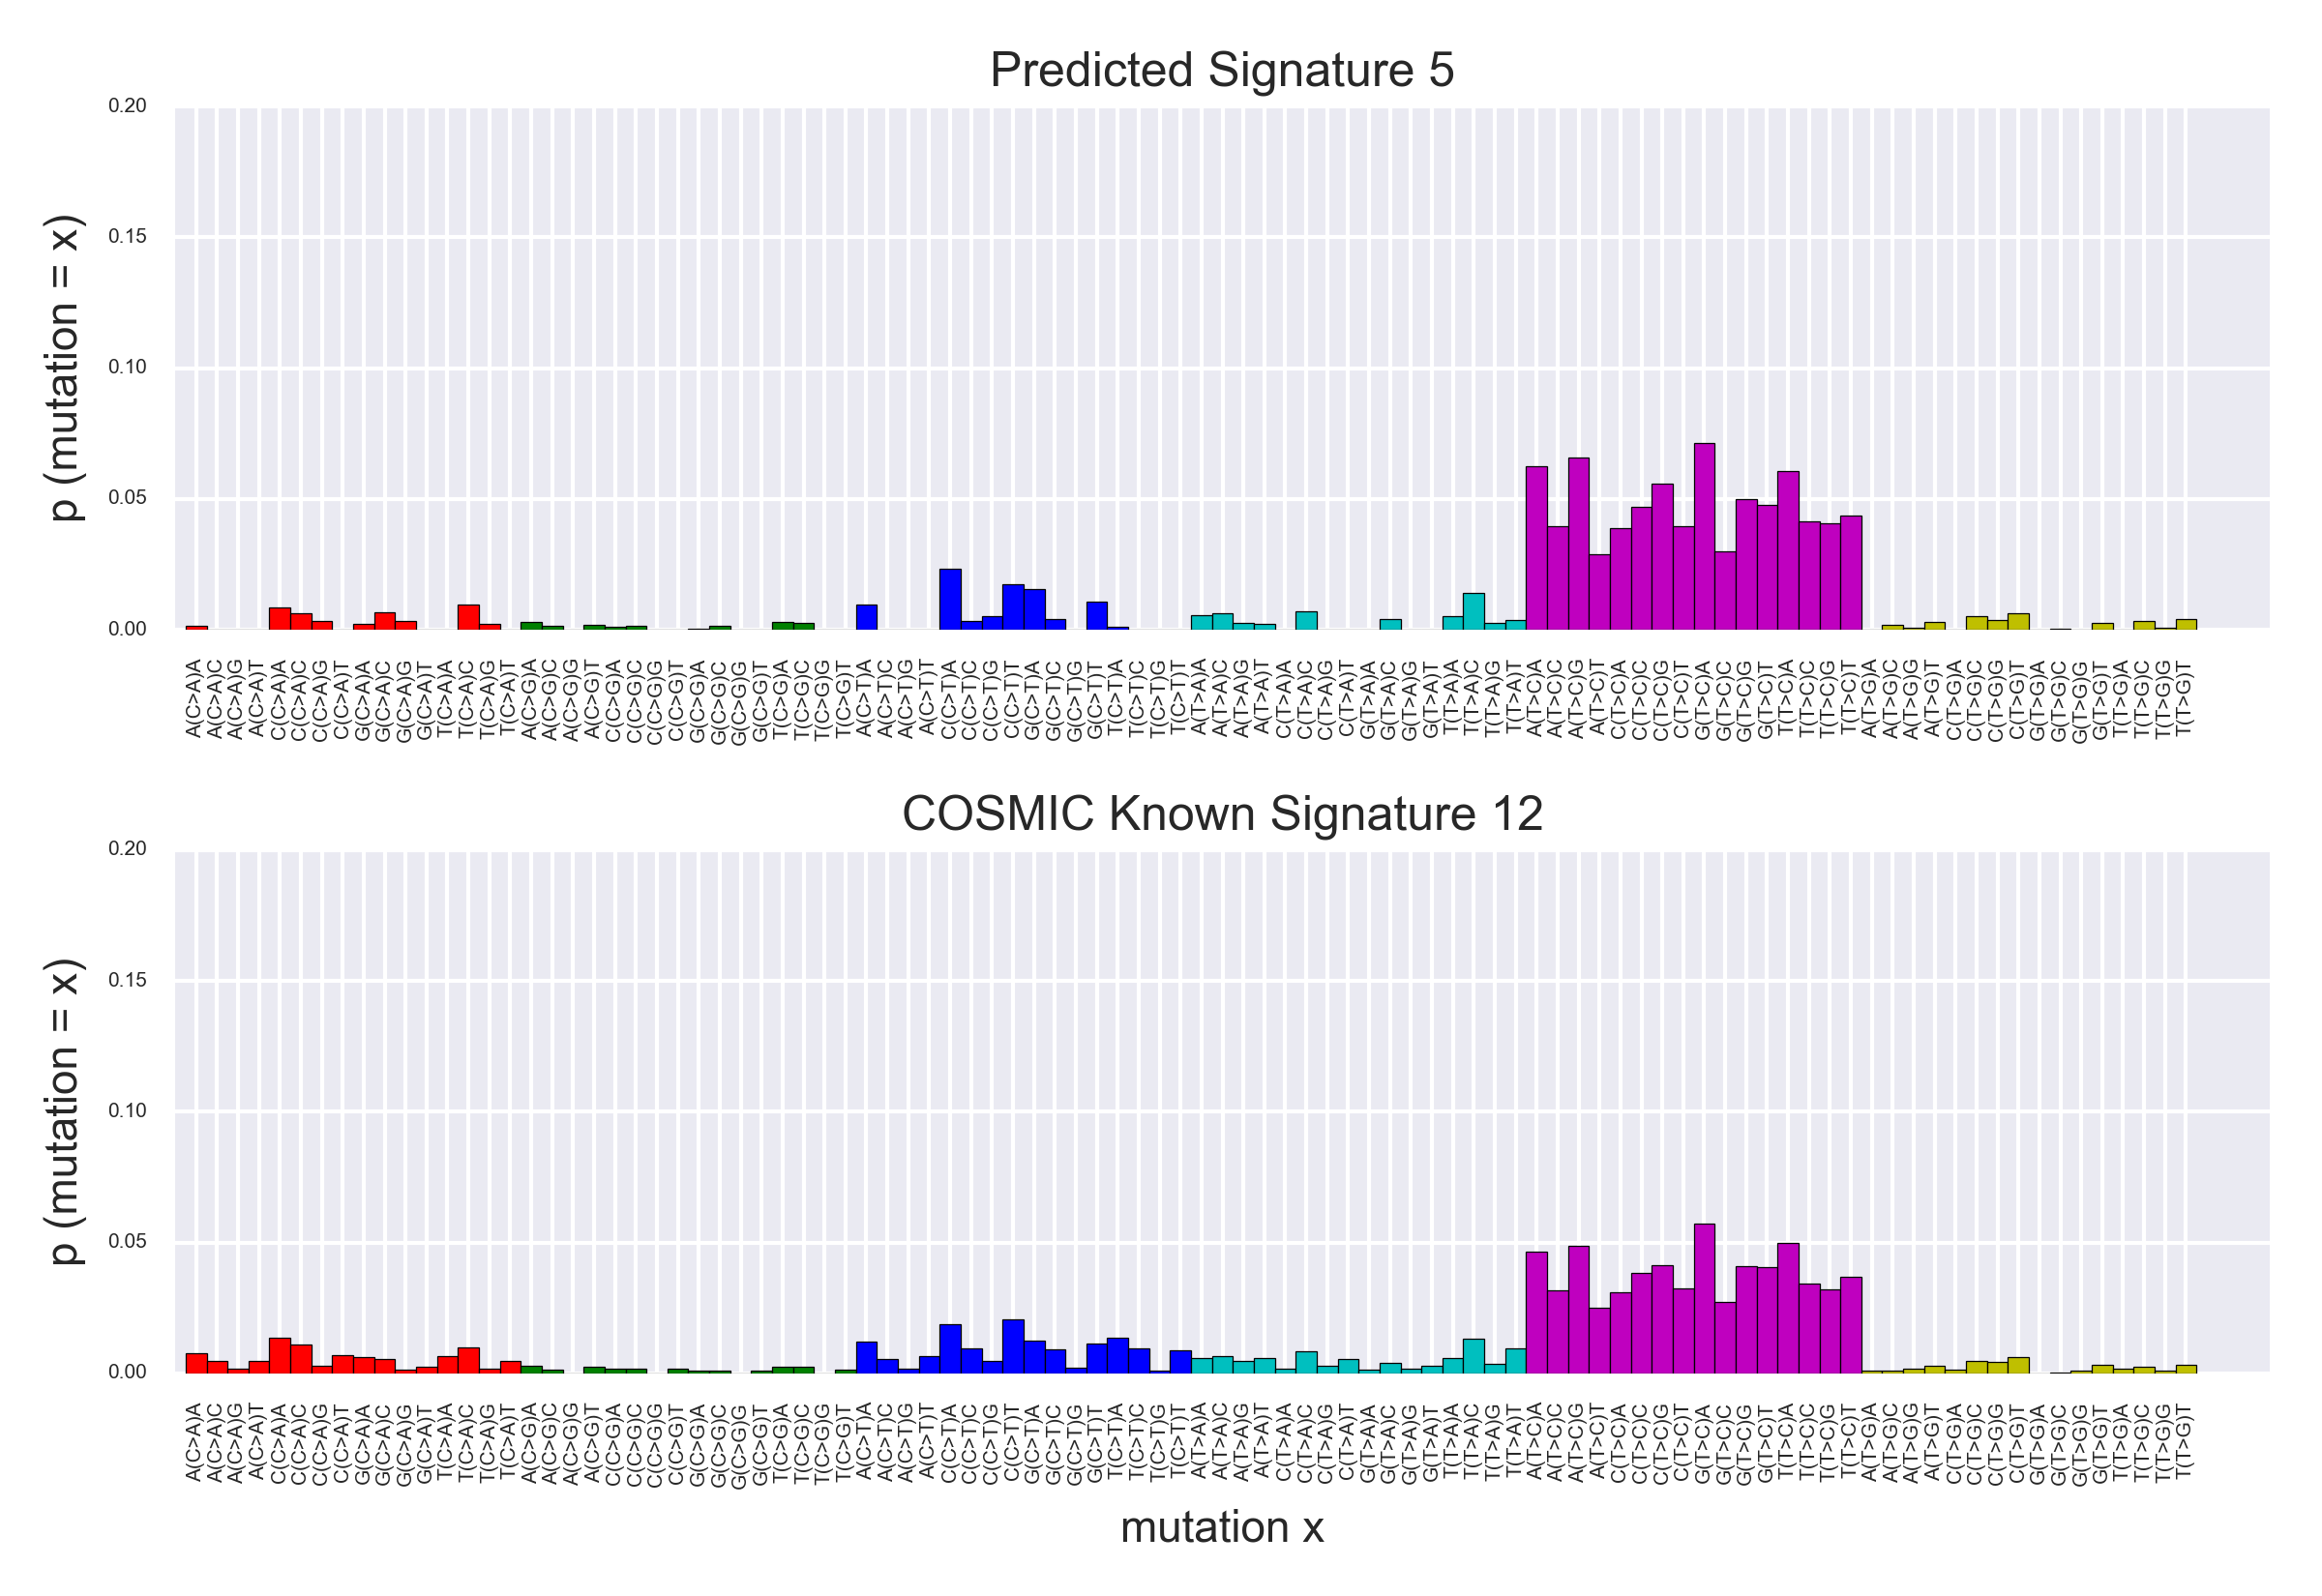 Predicted Signature 5
p (mutation = x)
0.20
0.15
0.10
0.05
0.00
A(C>A)A A(C>A)C A(C>A)G A(C>A)T C(C>A)A C(C>A)C C(C>A)G C(C>A)T G(C>A)A G(C>A)C G(C>A)G G(C>A)T T(C>A)A T(C>A)C T(C>A)G T(C>A)T A(C>G)A A(C>G)C A(C>G)G A(C>G)T C(C>G)A C(C>G)C C(C>G)G C(C>G)T G(C>G)A G(C>G)C G(C>G)G G(C>G)T T(C>G)A T(C>G)C T(C>G)G T(C>G)T A(C>T)A A(C>T)C A(C>T)G A(C>T)T C(C>T)A C(C>T)C C(C>T)G C(C>T)T G(C>T)A G(C>T)C G(C>T)G G(C>T)T T(C>T)A T(C>T)C T(C>T)G T(C>T)T A(T>A)A A(T>A)C A(T>A)G A(T>A)T C(T>A)A C(T>A)C C(T>A)G C(T>A)T G(T>A)A G(T>A)C G(T>A)G G(T>A)T T(T>A)A T(T>A)C T(T>A)G T(T>A)T A(T>C)A A(T>C)C A(T>C)G A(T>C)T C(T>C)A C(T>C)C C(T>C)G C(T>C)T G(T>C)A G(T>C)C G(T>C)G G(T>C)T T(T>C)A T(T>C)C T(T>C)G T(T>C)T A(T>G)A A(T>G)C A(T>G)G A(T>G)T C(T>G)A C(T>G)C C(T>G)G C(T>G)T G(T>G)A G(T>G)C G(T>G)G G(T>G)T T(T>G)A T(T>G)C T(T>G)G T(T>G)T
COSMIC Known Signature 12
p (mutation = x)
0.20
0.15
0.10
0.05
0.00
A(C>A)A A(C>A)C A(C>A)G A(C>A)T C(C>A)A C(C>A)C C(C>A)G C(C>A)T G(C>A)A G(C>A)C G(C>A)G G(C>A)T T(C>A)A T(C>A)C T(C>A)G T(C>A)T A(C>G)A A(C>G)C A(C>G)G A(C>G)T C(C>G)A C(C>G)C C(C>G)G C(C>G)T G(C>G)A G(C>G)C G(C>G)G G(C>G)T T(C>G)A T(C>G)C T(C>G)G T(C>G)T A(C>T)A A(C>T)C A(C>T)G A(C>T)T C(C>T)A C(C>T)C C(C>T)G C(C>T)T G(C>T)A G(C>T)C G(C>T)G G(C>T)T T(C>T)A T(C>T)C T(C>T)G T(C>T)T A(T>A)A A(T>A)C A(T>A)G A(T>A)T C(T>A)A C(T>A)C C(T>A)G C(T>A)T G(T>A)A G(T>A)C G(T>A)G G(T>A)T T(T>A)A T(T>A)C T(T>A)G T(T>A)T A(T>C)A A(T>C)C A(T>C)G A(T>C)T C(T>C)A C(T>C)C C(T>C)G C(T>C)T G(T>C)A G(T>C)C G(T>C)G G(T>C)T T(T>C)A T(T>C)C T(T>C)G T(T>C)T A(T>G)A A(T>G)C A(T>G)G A(T>G)T C(T>G)A C(T>G)C C(T>G)G C(T>G)T G(T>G)A G(T>G)C G(T>G)G G(T>G)T T(T>G)A T(T>G)C T(T>G)G T(T>G)T
mutation x